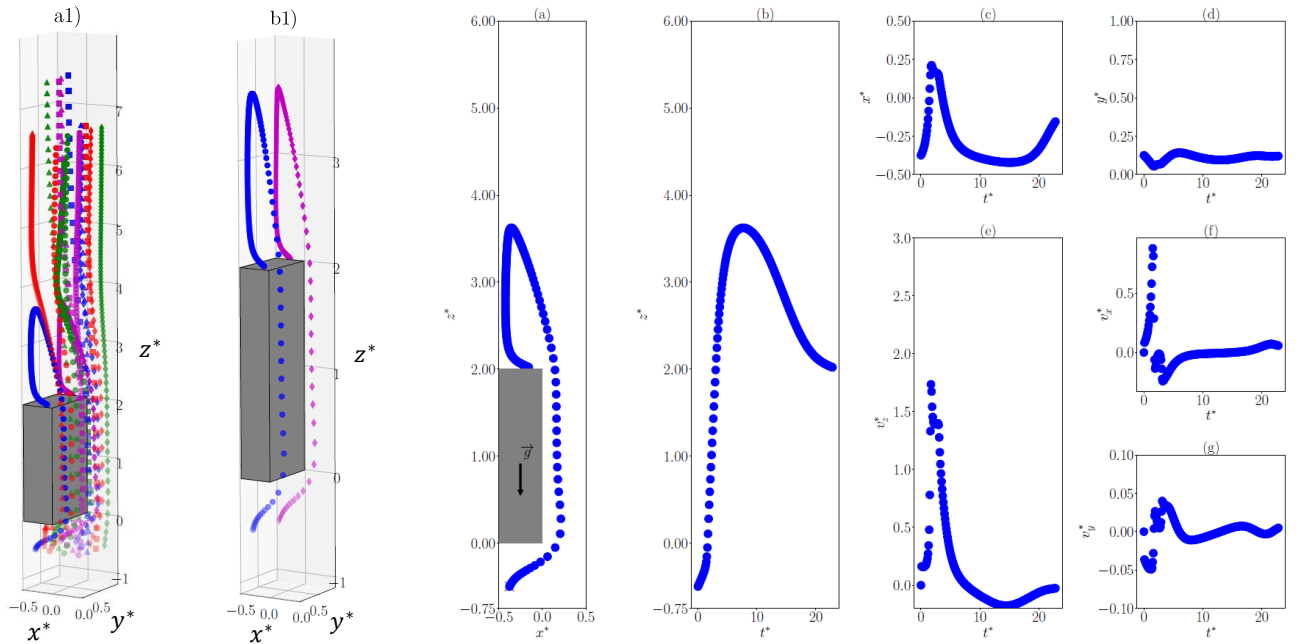 a1)
7
6
5
4
3
2
1
0
−1
z*
−0.5 0.0 0.0 0.5
x* y*
b1)
3
2
1
0
−1
z*
−0.5 0.0 0.0 0.5
x* y*
(a)
6.00
5.00
4.00
3.00
2.00
1.00
0.00
−0.75
z*
g
−0.5 0.0 0.5
x*
(b)
6.00
5.00
4.00
3.00
2.00
1.00
0.00
−0.75
z*
0 10 20
t*
(c)
0.50
0.25
0.00
−0.25
−0.50
x*
0 10 20
t*
(d)
1.00
0.75
0.50
0.25
0.00
y*
0 10 20
t*
(e)
3.0
2.5
2.0
1.5
1.0
0.5
0.0
v_z*
0 10 20
t*
(f)
0.5
0.0
v_x*
0 10 20
t*
(g)
0.10
0.05
0.00
−0.05
−0.10
v_y*
0 10 20
t*